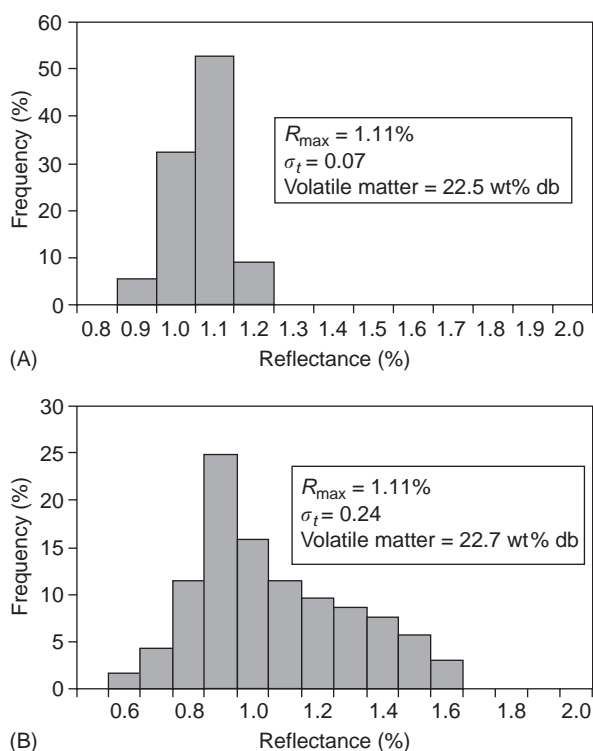 60
50
40
30
20
10
0
Frequency (%)
R_max = 1.11%
σ_t = 0.07
Volatile matter = 22.5 wt% db
0.8 0.9 1.0 1.1 1.2 1.3 1.4 1.5 1.6 1.7 1.8 1.9 2.0
(A) Reflectance (%)
30
25
20
15
10
5
0
Frequency (%)
R_max = 1.11%
σ_t = 0.24
Volatile matter = 22.7 wt% db
0.6 0.8 1.0 1.2 1.4 1.6 1.8 2.0
(B) Reflectance (%)